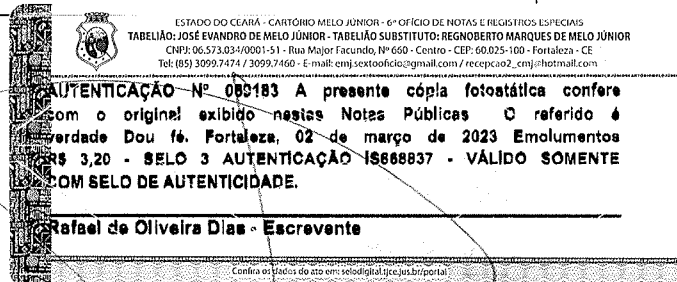 ESTADO DO CEARÁ - CARTÓRIO MELO JÚNIOR - 6º OFÍCIO DE NOTAS E REGISTROS ESPECIAIS
TABELIÃO: JOSÉ EVANDRO DE MELO JÚNIOR - TABELIÃO SUBSTITUTO: REGNOBERTO MARQUES DE MELO JÚNIOR
CNPJ: 06.573.034/0001-51 - Rua Major Facundo, Nº 660 - Centro - CEP: 60.025-100 - Fortaleza - CE
Tel: (85) 3099.7474 / 3099.7460 - E-mail: emj.sextooficio@gmail.com / recepcao2_cmj@hotmail.com
AUTENTICAÇÃO Nº 069183 A presente cópia fotostática confere
com o original exibido nestas Notas Públicas O referido é
verdade Dou fé. Fortaleza, 02 de março de 2023 Emolumentos
R$ 3,20 - SELO 3 AUTENTICAÇÃO IS668837 - VÁLIDO SOMENTE
COM SELO DE AUTENTICIDADE.
Rafael de Oliveira Dias - Escrevente
Confira os dados do ato em: selodigital.tjce.jus.br/portal